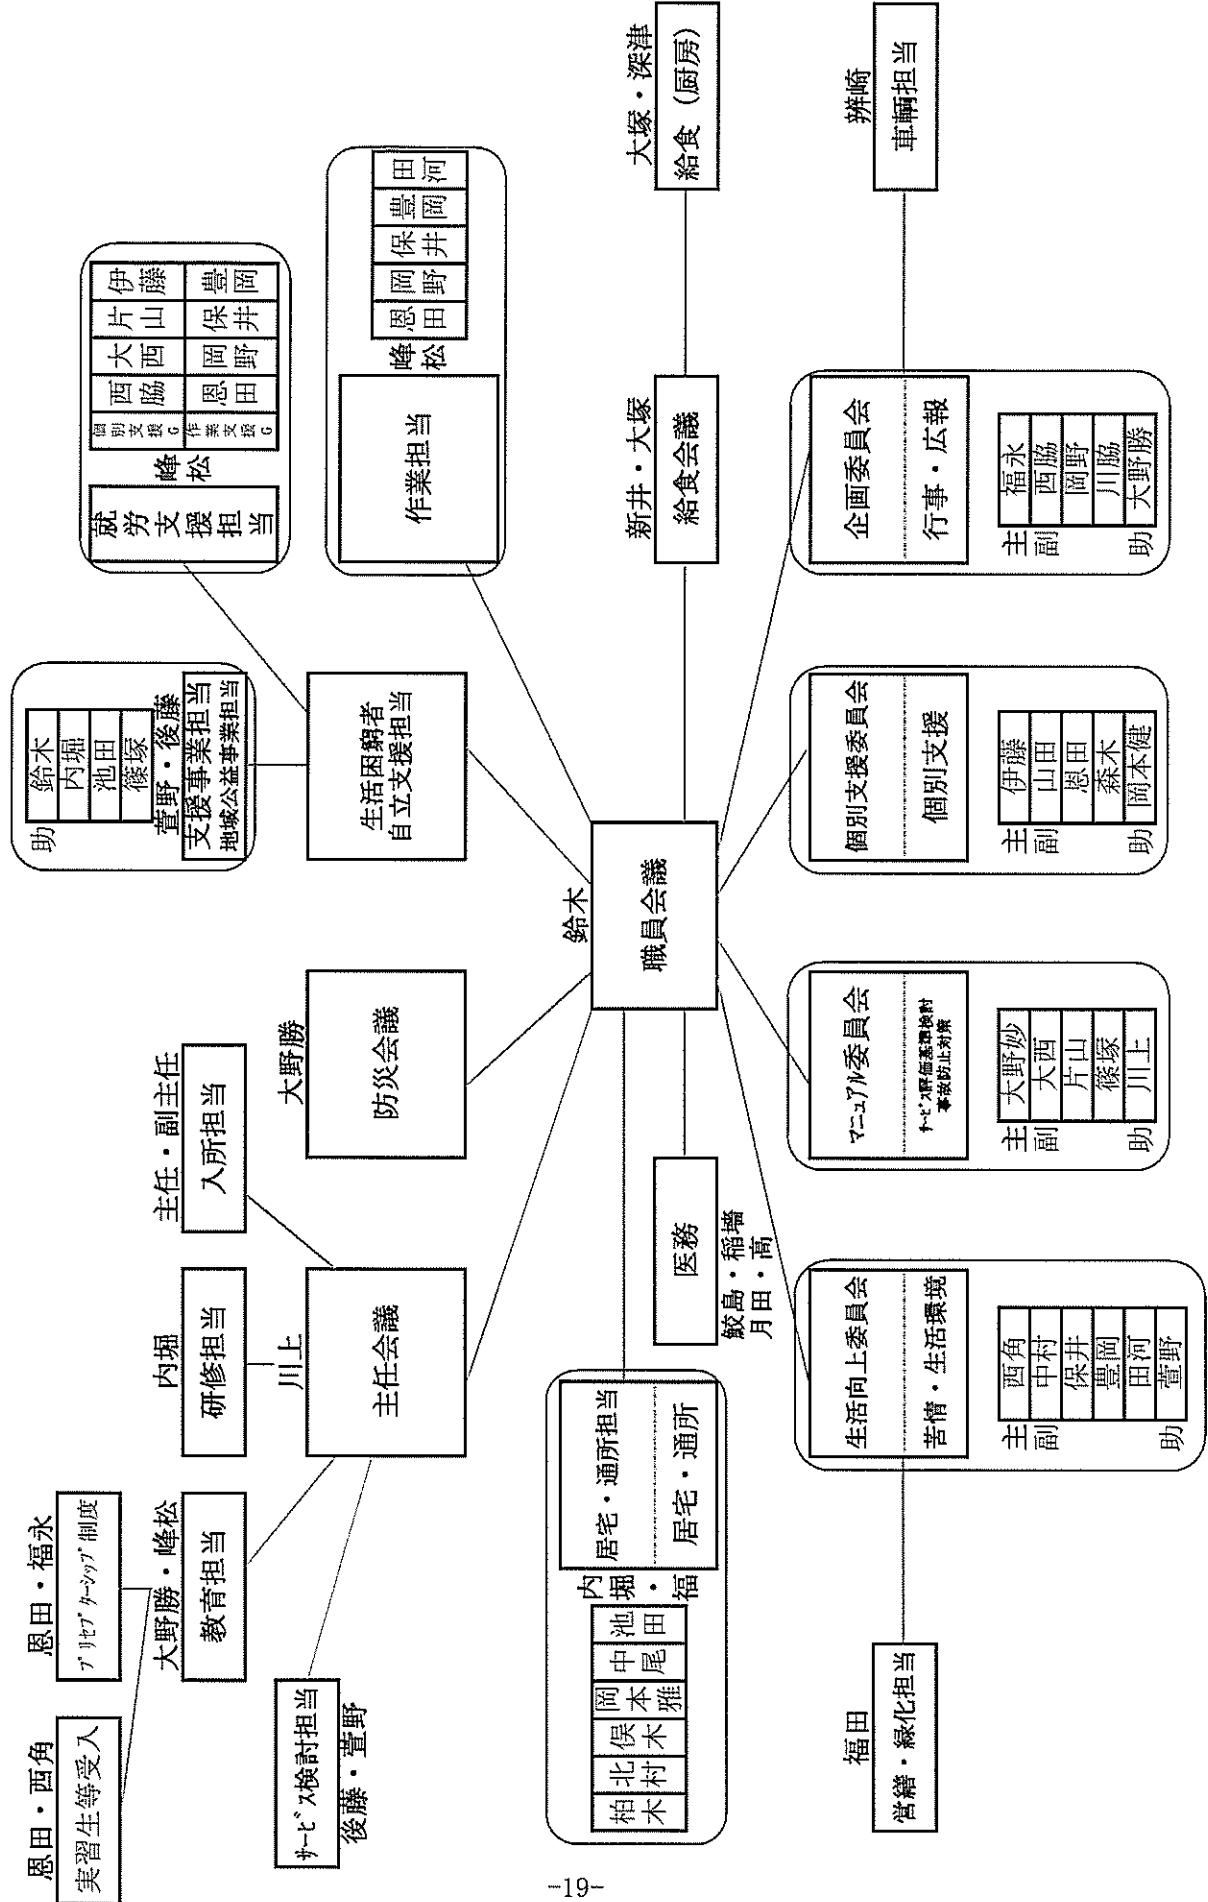 恩田・西角
実習生等受入
恩田・福永
プリセプターシップ制度
大野勝・峰松
教育担当
内堀
研修担当
主任・副主任
入所担当
サービス検討担当
後藤・萱野
川上
主任会議
大野勝
防災会議
助
鈴木
内堀
池田
篠塚
萱野・後藤
支援事業担当
地域公益事業担当
生活困窮者
自立支援担当
就労支援担当
峰松
個別支援G
西脇
大西
片山
伊藤
作業支援G
恩田
岡野
保井
豊岡
作業担当
峰松
恩田
岡野
保井
豊岡
田河
鈴木
職員会議
新井・大塚
給食会議
大塚・深津
給食（厨房）
柏木
北村
俣木
岡本雅
中尾
池田
内堀・福
居宅・通所担当
居宅・通所
医務
鮫島・稲墻
月田・高
福田
営繕・緑化担当
生活向上委員会
苦情・生活環境
主 西角
副 中村
保井
豊岡
田河
助 萱野
マニュアル委員会
サービス評価基準検討
事故防止対策
主 大野妙
副 大西
片山
篠塚
助 川上
個別支援委員会
個別支援
主 伊藤
副 山田
恩田
森木
助 岡本健
企画委員会
行事・広報
主 福永
副 西脇
岡野
川脇
助 大野勝
辨崎
車輌担当
-19-